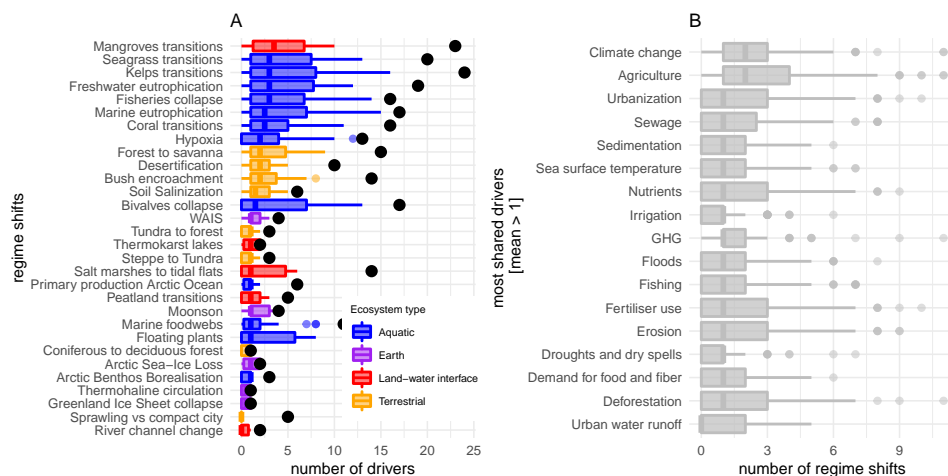 A
Mangroves transitions
Seagrass transitions
Kelps transitions
Freshwater eutrophication
Fisheries collapse
Marine eutrophication
Coral transitions
Hypoxia
Forest to savanna
Desertification
Bush encroachment
Soil Salinization
Bivalves collapse
WAIS
Tundra to forest
Thermokarst lakes
Steppe to Tundra
Salt marshes to tidal flats
Primary production Arctic Ocean
Peatland transitions
Moonson
Marine foodwebs
Floating plants
Coniferous to deciduous forest
Arctic Sea−Ice Loss
Arctic Benthos Borealisation
Thermohaline circulation
Greenland Ice Sheet collapse
Sprawling vs compact city
River channel change
regime shifts
0 5 10 15 20 25
number of drivers
Ecosystem type
Aquatic
Earth
Land−water interface
Terrestrial
B
Climate change
Agriculture
Urbanization
Sewage
Sedimentation
Sea surface temperature
Nutrients
Irrigation
GHG
Floods
Fishing
Fertiliser use
Erosion
Droughts and dry spells
Demand for food and fiber
Deforestation
Urban water runoff
most shared drivers
[mean > 1]
0 3 6 9
number of regime shifts